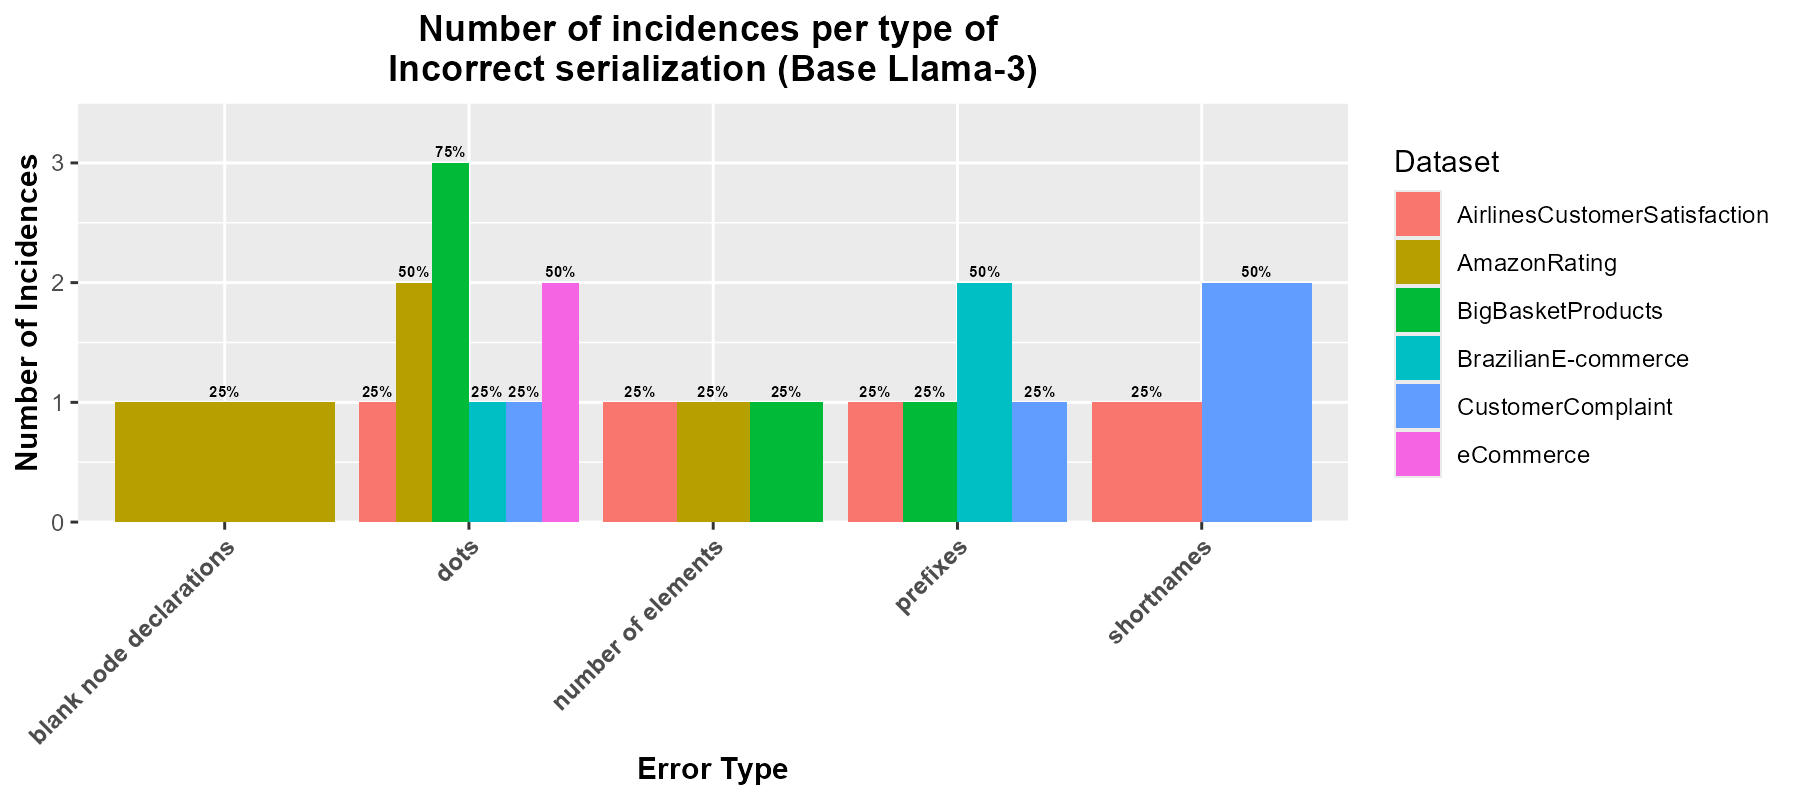 Number of incidences per type of
Incorrect serialization (Base Llama-3)
Number of Incidences
3
2
1
0
25%
25%
50%
75%
25%
25%
50%
25%
25%
25%
25%
25%
50%
25%
25%
50%
blank node declarations
dots
number of elements
prefixes
shortnames
Error Type
Dataset
AirlinesCustomerSatisfaction
AmazonRating
BigBasketProducts
BrazilianE-commerce
CustomerComplaint
eCommerce